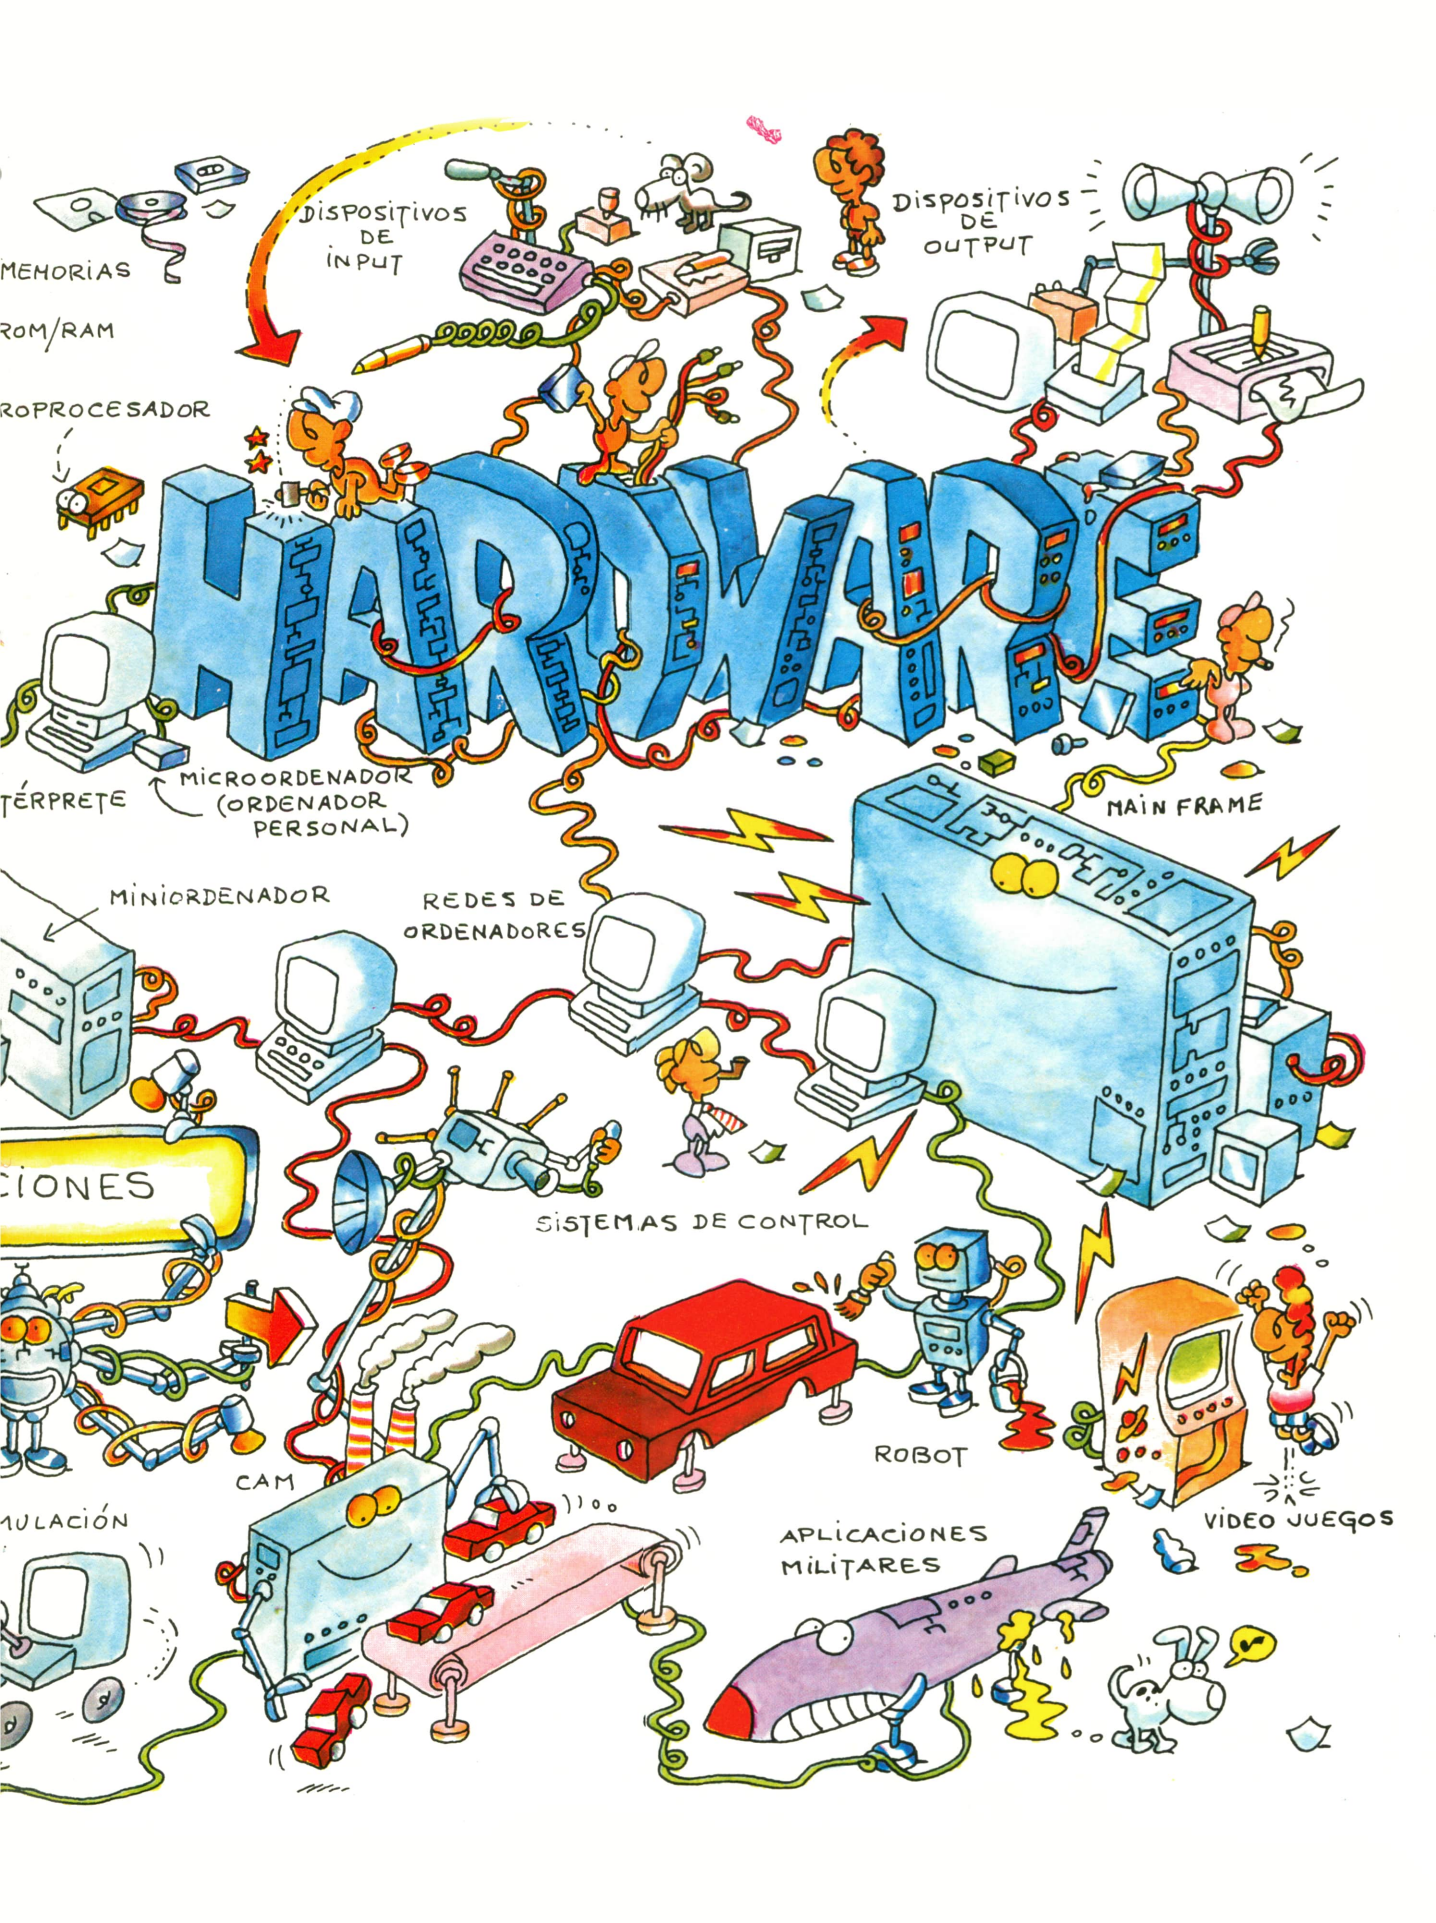 DISPOSITIVOS
DE
INPUT
DISPOSITIVOS
DE
OUTPUT
MEMORIAS
ROM/RAM
ROPROCESADOR
HARDWARE
TÉRPRETE
MICROORDENADOR
(ORDENADOR
PERSONAL)
MAIN FRAME
MINIORDENADOR
REDES DE
ORDENADORES
CIONES
SISTEMAS DE CONTROL
ROBOT
CAM
MULACIÓN
VIDEO JUEGOS
APLICACIONES
MILITARES